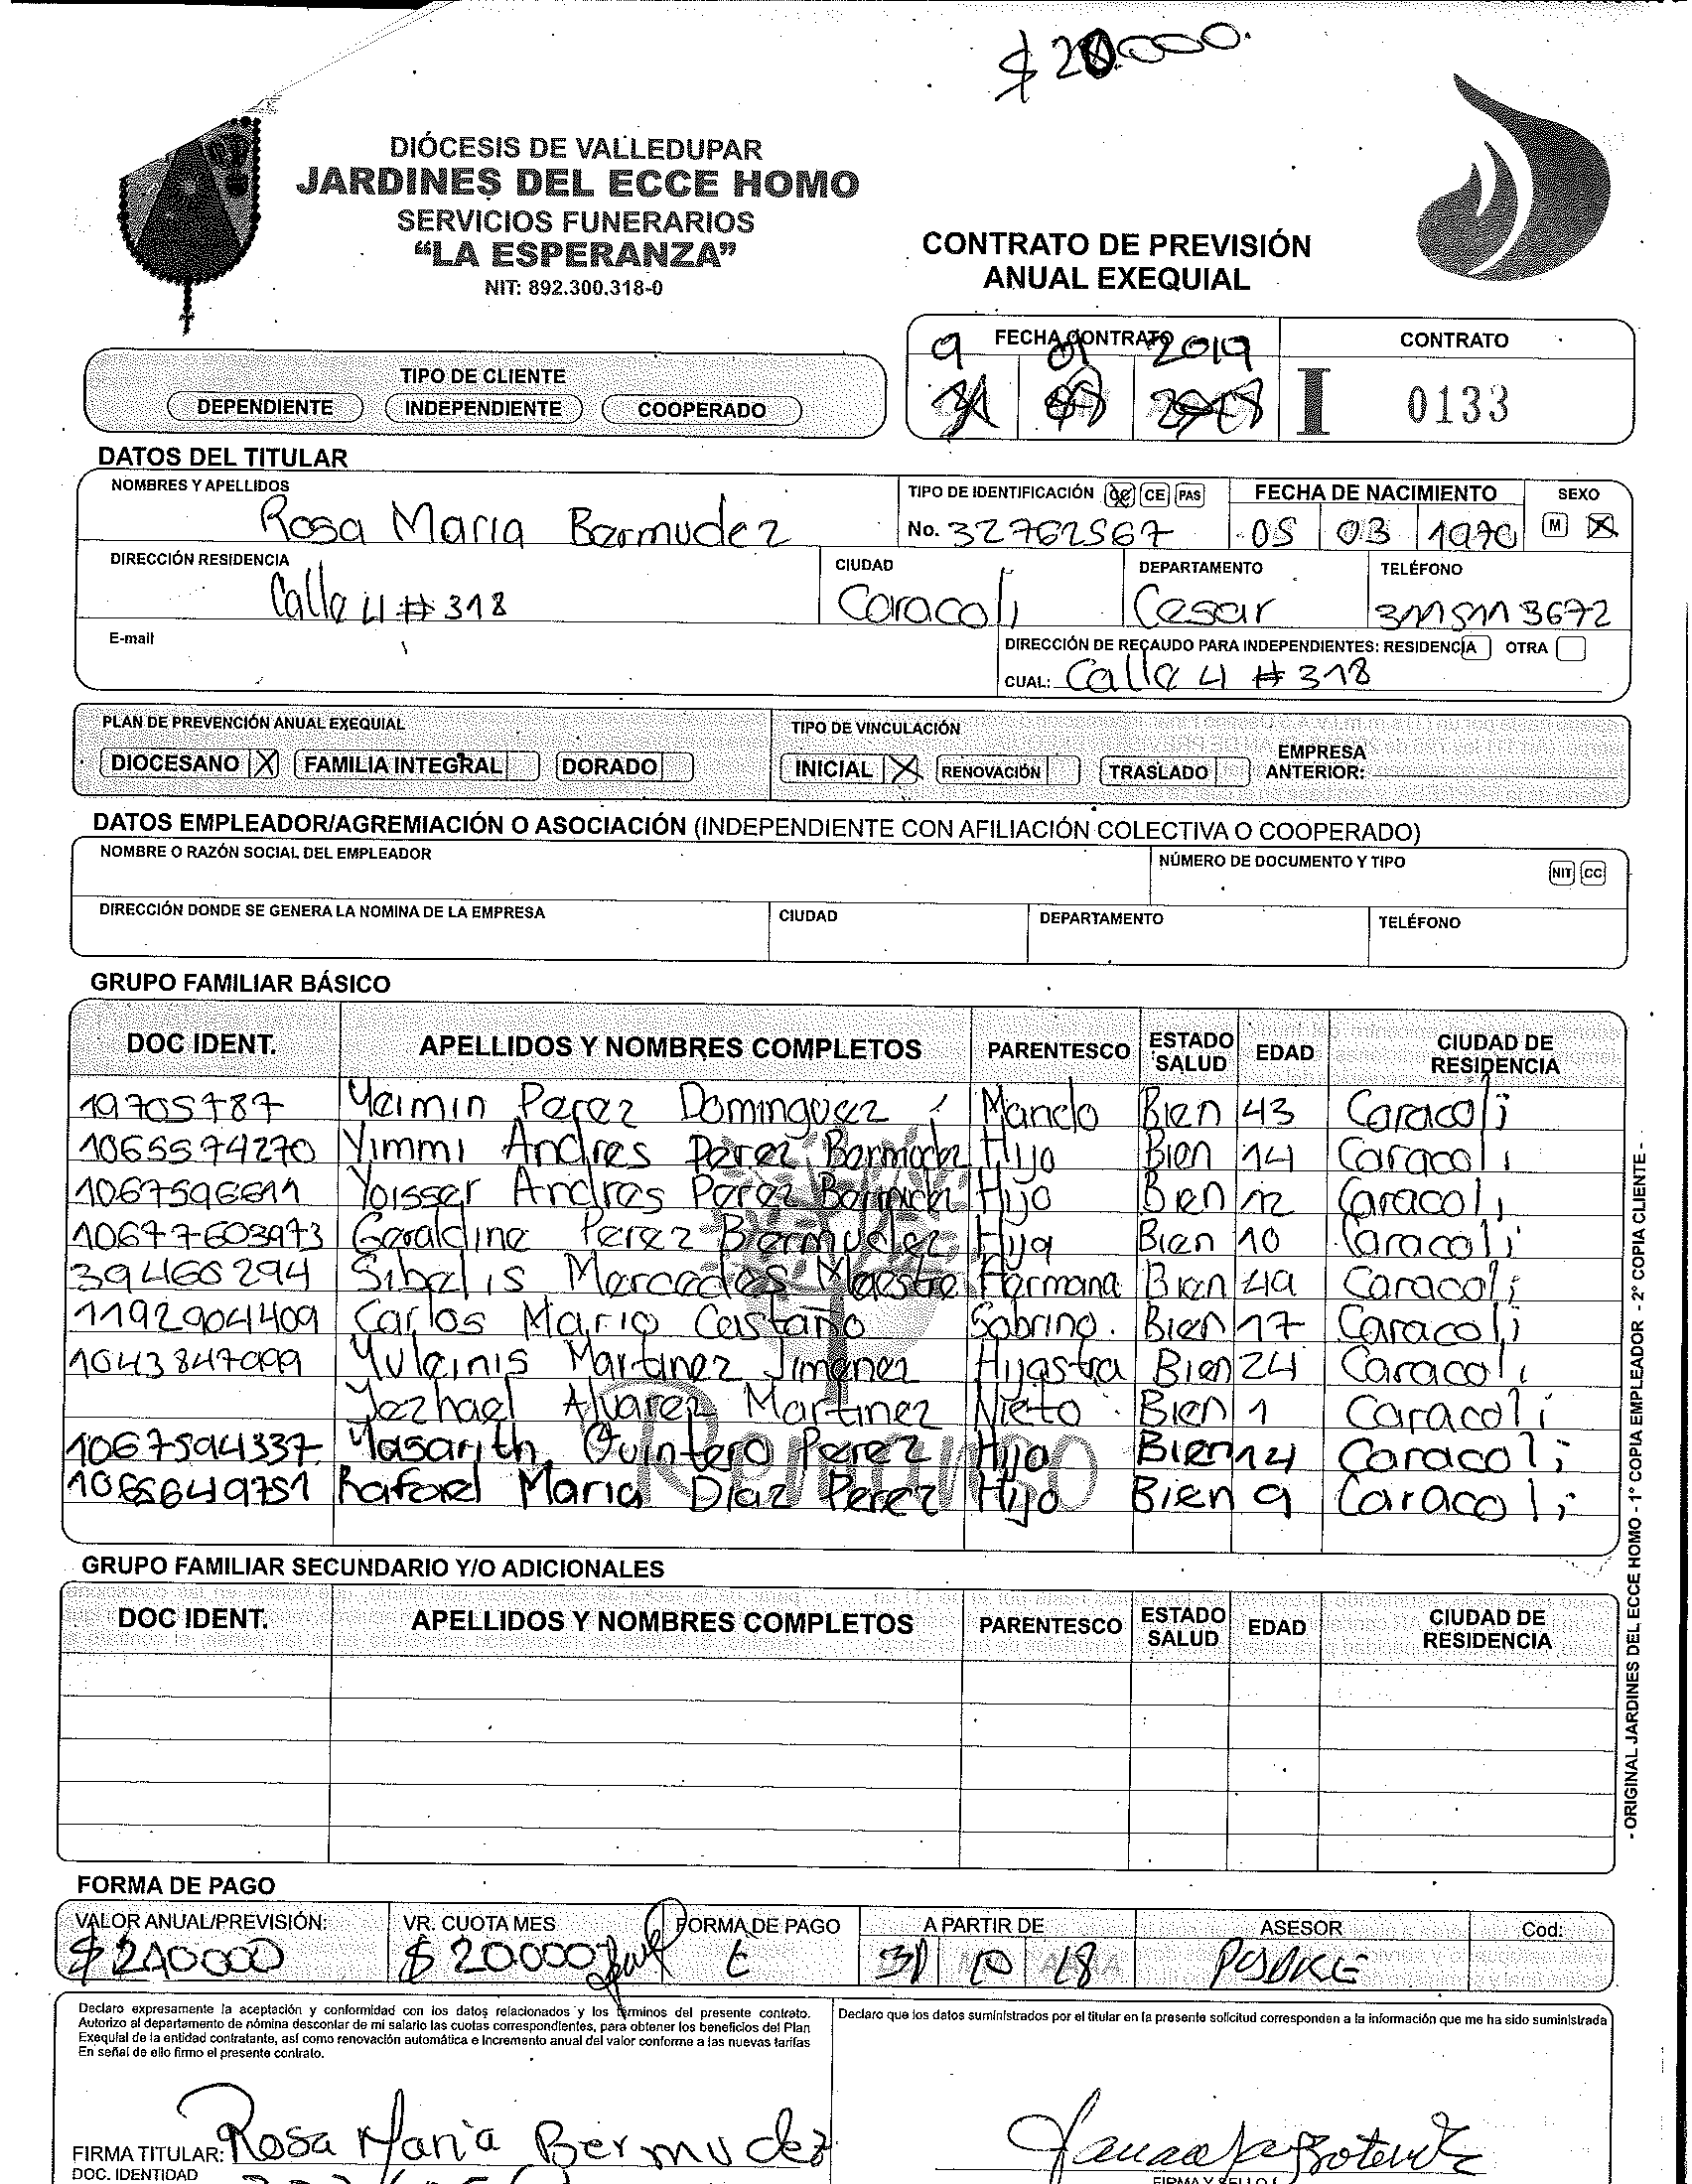 $ 20.000.
DIÓCESIS DE VALLEDUPAR
JARDINES DEL ECCE HOMO
SERVICIOS FUNERARIOS
“LA ESPERANZA”
NIT: 892.300.318-0
CONTRATO DE PREVISIÓN
ANUAL EXEQUIAL
FECHA CONTRATO
9 01 2019
CONTRATO
I 0133
TIPO DE CLIENTE
DEPENDIENTE INDEPENDIENTE COOPERADO
DATOS DEL TITULAR
NOMBRES Y APELLIDOS
Rosa Maria Bermudez
TIPO DE IDENTIFICACIÓN CE PAS
No. 32762567
FECHA DE NACIMIENTO
05 03 1970
SEXO
M X
DIRECCIÓN RESIDENCIA
Calle 4 # 318
CIUDAD
Caracoli
DEPARTAMENTO
Cesar
TELÉFONO
3115113672
E-mail
DIRECCIÓN DE RECAUDO PARA INDEPENDIENTES: RESIDENCIA OTRA
CUAL: Calle 4 # 318
PLAN DE PREVENCIÓN ANUAL EXEQUIAL
DIOCESANO X FAMILIA INTEGRAL DORADO
TIPO DE VINCULACIÓN
INICIAL X RENOVACIÓN TRASLADO EMPRESA ANTERIOR:
DATOS EMPLEADOR/AGREMIACIÓN O ASOCIACIÓN (INDEPENDIENTE CON AFILIACIÓN COLECTIVA O COOPERADO)
NOMBRE O RAZÓN SOCIAL DEL EMPLEADOR
NÚMERO DE DOCUMENTO Y TIPO NIT CC
DIRECCIÓN DONDE SE GENERA LA NOMINA DE LA EMPRESA CIUDAD DEPARTAMENTO TELÉFONO
GRUPO FAMILIAR BÁSICO
DOC IDENT. APELLIDOS Y NOMBRES COMPLETOS PARENTESCO ESTADO SALUD EDAD CIUDAD DE RESIDENCIA
19705787 Yeimin Perez Dominguez Marido Bien 43 Caracoli
1065574270 Yimmi Andres Perez Bermudez Hijo Bien 14 Caracoli
1067596611 Yoisser Andres Perez Bermudez Hijo Bien 12 Caracoli
10677603973 Geraldine Perez Bermudez Hija Bien 10 Caracoli
39466294 Sibelis Mercedes Maestre Hermana Bien 49 Caracoli
1192904409 Carlos Mario Castaño Sobrino. Bien 17 Caracoli
1043847099 Yuleinis Martinez Jimenez Hijastra Bien 24 Caracoli
Jezhael Alvarez Martinez Nieto Bien 1 Caracoli
1067594337 Yasarith Quintero Perez Hija Bien 14 Caracoli
1065649751 Rafael Maria Diaz Perez Hijo Bien 9 Caracoli
GRUPO FAMILIAR SECUNDARIO Y/O ADICIONALES
DOC IDENT. APELLIDOS Y NOMBRES COMPLETOS PARENTESCO ESTADO SALUD EDAD CIUDAD DE RESIDENCIA
- ORIGINAL JARDINES DEL ECCE HOMO - 1° COPIA EMPLEADOR - 2° COPIA CLIENTE -
FORMA DE PAGO
VALOR ANUAL/PREVISIÓN: VR. CUOTA MES FORMA DE PAGO A PARTIR DE ASESOR Cod:
$ 240000 $ 20000 E 31 10 18
Declaro expresamente la aceptación y conformidad con los datos relacionados y los términos del presente contrato.
Autorizo al departamento de nómina descontar de mi salario las cuotas correspondientes, para obtener los beneficios del Plan
Exequial de la entidad contratante, así como renovación automática e incremento anual del valor conforme a las nuevas tarifas
En señal de ello firmo el presente contrato.
Declaro que los datos suministrados por el titular en la presente solicitud corresponden a la información que me ha sido suministrada
FIRMA TITULAR: Rosa Maria Bermudez
DOC. IDENTIDAD
FIRMA Y SELLO